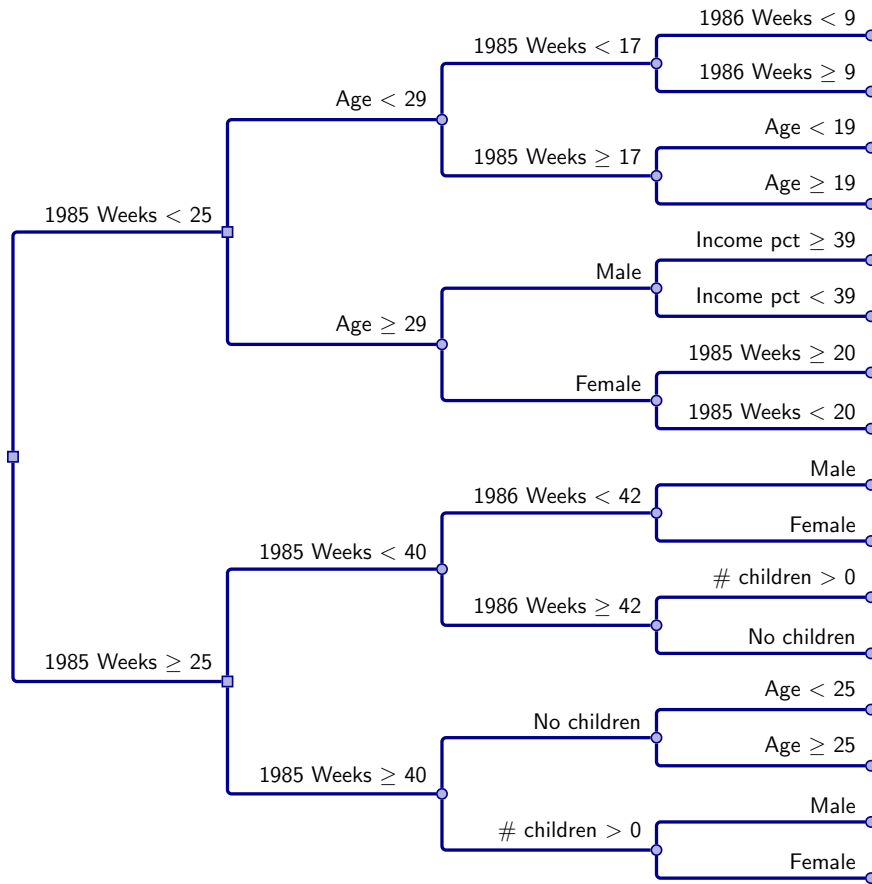 1986 Weeks < 9
1985 Weeks < 17
1986 Weeks ≥ 9
Age < 29
Age < 19
1985 Weeks ≥ 17
Age ≥ 19
1985 Weeks < 25
Income pct ≥ 39
Male
Income pct < 39
Age ≥ 29
1985 Weeks ≥ 20
Female
1985 Weeks < 20
Male
1986 Weeks < 42
Female
1985 Weeks < 40
# children > 0
1986 Weeks ≥ 42
No children
1985 Weeks ≥ 25
Age < 25
No children
Age ≥ 25
1985 Weeks ≥ 40
Male
# children > 0
Female